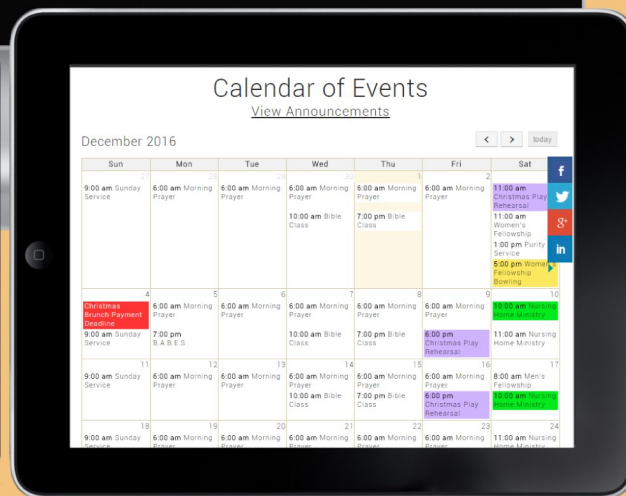 Calendar of Events
View Announcements
December 2016
< > today
Sun Mon Tue Wed Thu Fri Sat
27 28 29 30 1 2
9:00 am Sunday Service
6:00 am Morning Prayer
6:00 am Morning Prayer
6:00 am Morning Prayer
10:00 am Bible Class
6:00 am Morning Prayer
7:00 pm Bible Class
6:00 am Morning Prayer
11:00 am
Christmas Play
Rehearsal
11:00 am
Women's
Fellowship
1:00 pm Purity
Service
5:00 pm Women's
Fellowship
Bowling
f
g+
in
4 5 6 7 8 9 10
Christmas
Brunch Payment
Deadline
9:00 am Sunday
Service
6:00 am Morning
Prayer
7:00 pm
B.A.B.E.S
6:00 am Morning
Prayer
6:00 am Morning
Prayer
10:00 am Bible
Class
6:00 am Morning
Prayer
7:00 pm Bible
Class
6:00 am Morning
Prayer
6:00 pm
Christmas Play
Rehearsal
10:00 am Nursing
Home Ministry
11:00 am Nursing
Home Ministry
11 12 13 14 15 16 17
9:00 am Sunday
Service
6:00 am Morning
Prayer
6:00 am Morning
Prayer
6:00 am Morning
Prayer
10:00 am Bible
Class
6:00 am Morning
Prayer
7:00 pm Bible
Class
6:00 am Morning
Prayer
6:00 pm
Christmas Play
Rehearsal
8:00 am Men's
Fellowship
10:00 am Nursing
Home Ministry
18 19 20 21 22 23 24
9:00 am Sunday
Service
6:00 am Morning
Prayer
6:00 am Morning
Prayer
6:00 am Morning
Prayer
6:00 am Morning
Prayer
6:00 am Morning
Prayer
11:00 am Nursing
Home Ministry